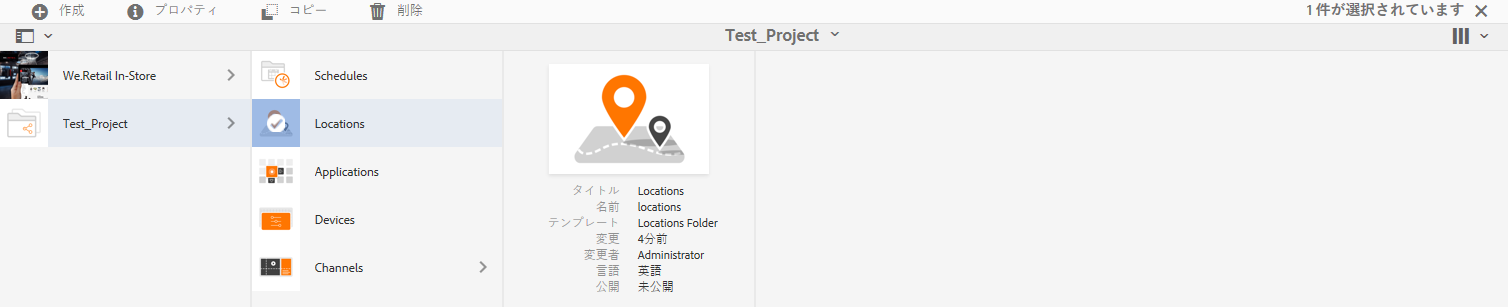 作成 プロパティ コピー 削除 1 件が選択されています
Test_Project
We.Retail In-Store
Test_Project
Schedules
Locations
Applications
Devices
Channels
タイトル Locations
名前 locations
テンプレート Locations Folder
変更 4分前
変更者 Administrator
言語 英語
公開 未公開